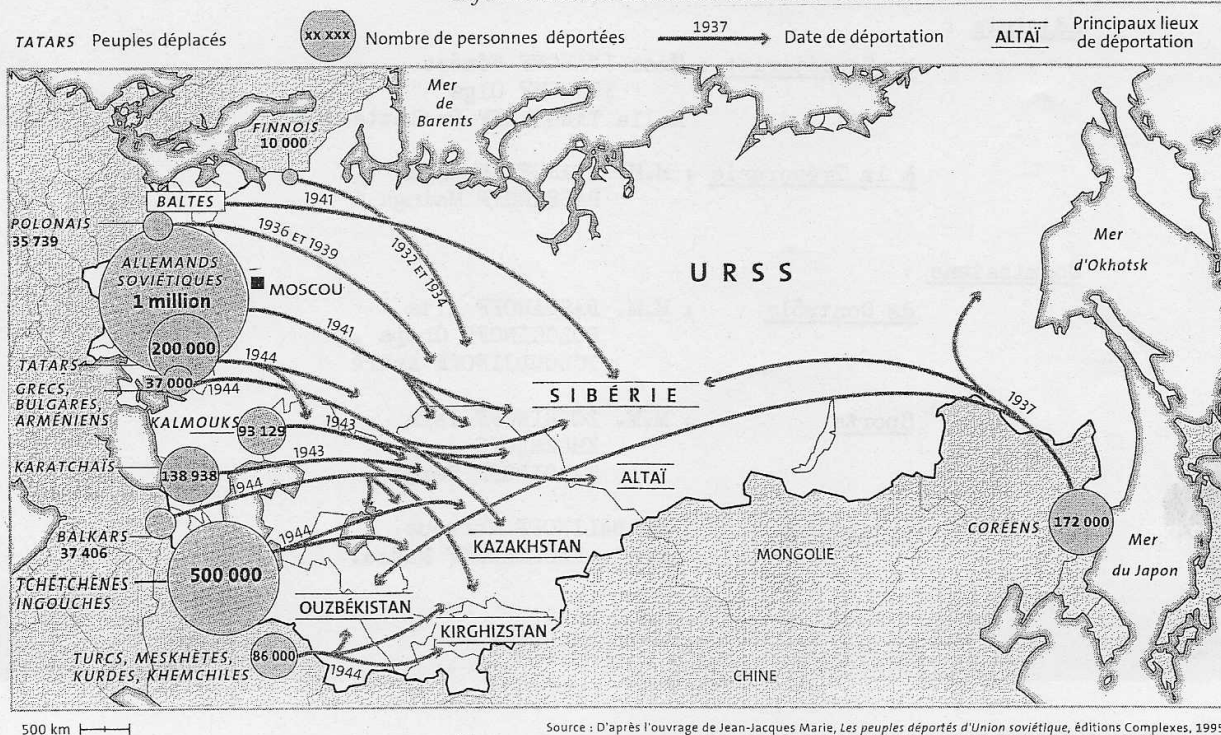 TATARS Peuples déplacés
XX XXX Nombre de personnes déportées
1937 Date de déportation
ALTAÏ Principaux lieux
de déportation
Mer
de
Barents
FINNOIS
10 000
BALTES
1941
POLONAIS
35 739
1936 ET 1939
1932 ET 1934
ALLEMANDS
SOVIÉTIQUES
1 million
MOSCOU
URSS
Mer
d'Okhotsk
1941
200 000
TATARS
1944
37 000
1944
GRECS,
BULGARES,
ARMÉNIENS
SIBÉRIE
1937
KALMOUKS
93 129
1943
KARATCHAÏS
138 938
1943
ALTAÏ
1944
BALKARS
37 406
1944
KAZAKHSTAN
CORÉENS
172 000
MONGOLIE
Mer
du Japon
TCHÉTCHÈNES
INGOUCHES
500 000
OUZBÉKISTAN
KIRGHIZSTAN
TURCS, MESKHÈTES,
KURDES, KHEMCHILES
86 000
1944
CHINE
500 km
Source : D'après l'ouvrage de Jean-Jacques Marie, Les peuples déportés d'Union soviétique, éditions Complexes, 1995